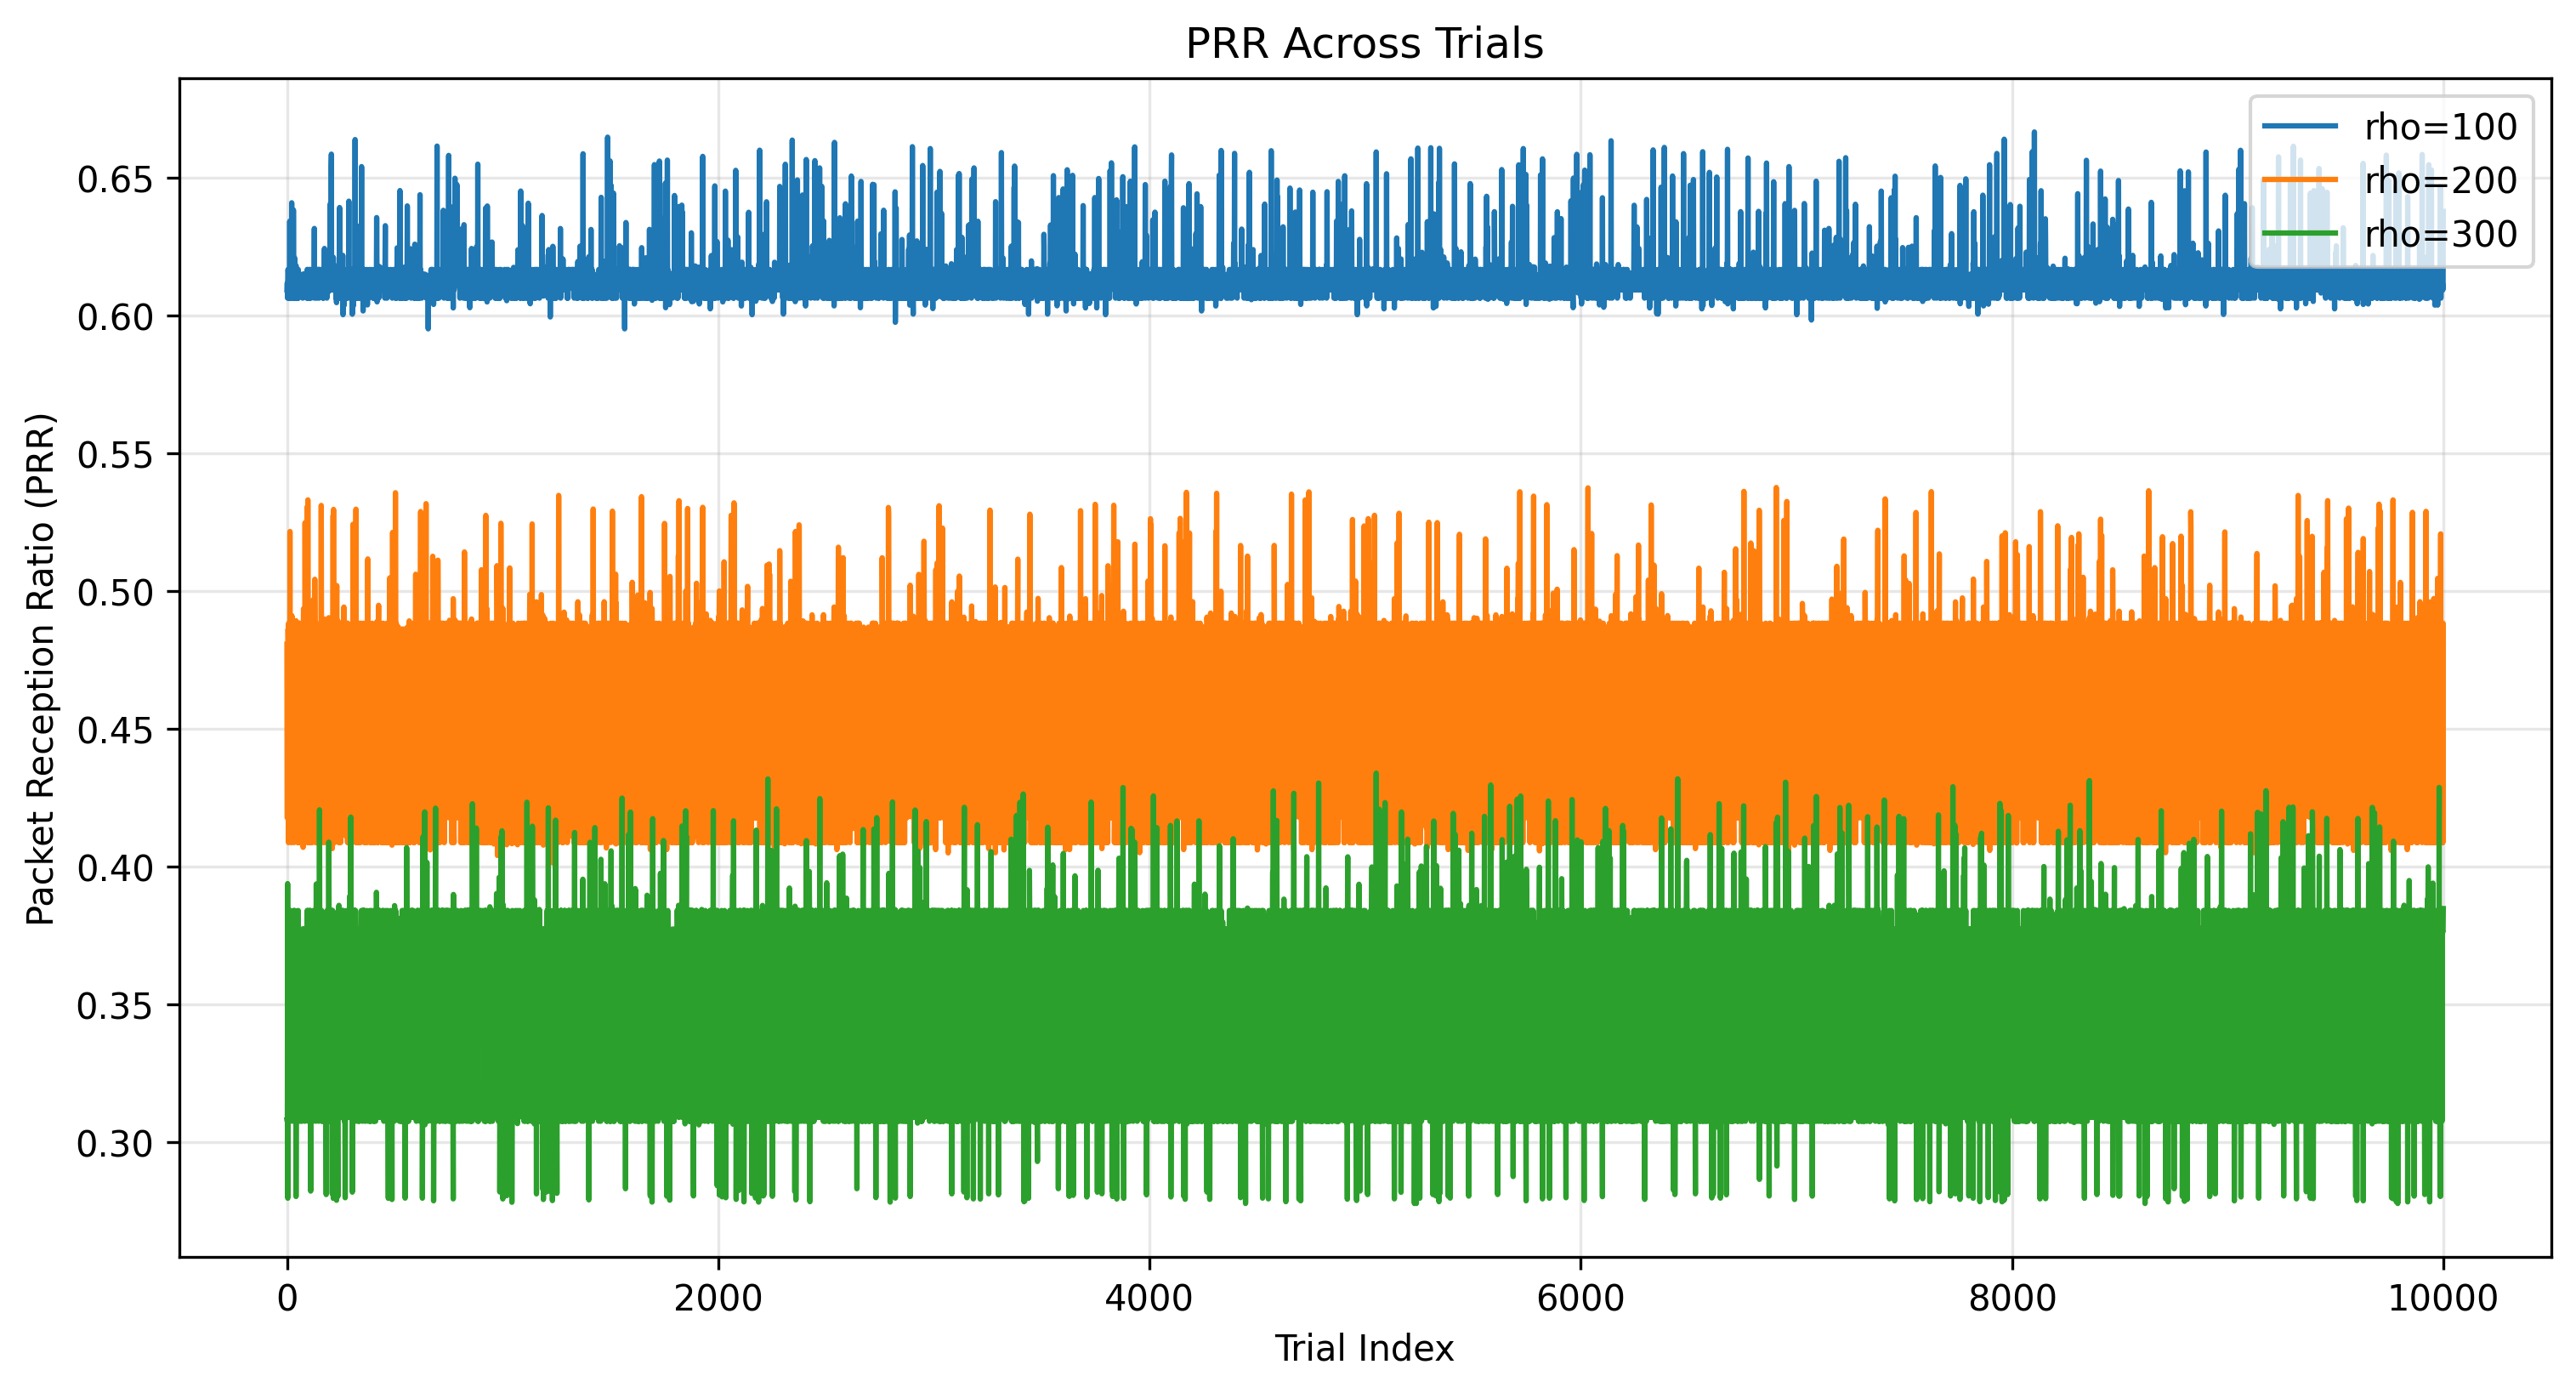 PRR Across Trials
Packet Reception Ratio (PRR)
0.65
0.60
0.55
0.50
0.45
0.40
0.35
0.30
rho=100
rho=200
rho=300
0 2000 4000 6000 8000 10000
Trial Index